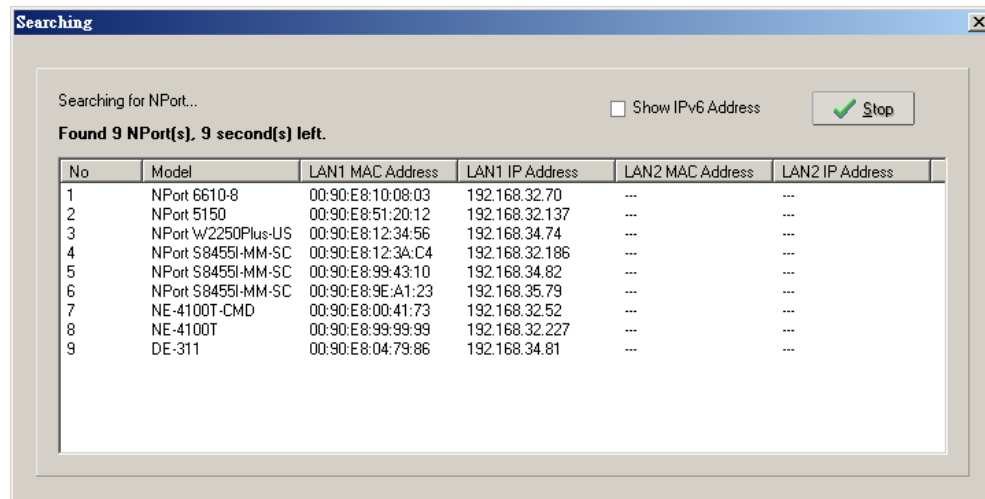 Searching
Searching for NPort...
Show IPv6 Address
Stop
Found 9 NPort(s), 9 second(s) left.
No Model LAN1 MAC Address LAN1 IP Address LAN2 MAC Address LAN2 IP Address
1 NPort 6610-8 00:90:E8:10:08:03 192.168.32.70 --- ---
2 NPort 5150 00:90:E8:51:20:12 192.168.32.137 --- ---
3 NPort W2250Plus-US 00:90:E8:12:34:56 192.168.34.74 --- ---
4 NPort S8455I-MM-SC 00:90:E8:12:3A:C4 192.168.32.186 --- ---
5 NPort S8455I-MM-SC 00:90:E8:99:43:10 192.168.34.82 --- ---
6 NPort S8455I-MM-SC 00:90:E8:9E:A1:23 192.168.35.79 --- ---
7 NE-4100T-CMD 00:90:E8:00:41:73 192.168.32.52 --- ---
8 NE-4100T 00:90:E8:99:99:99 192.168.32.227 --- ---
9 DE-311 00:90:E8:04:79:86 192.168.34.81 --- ---